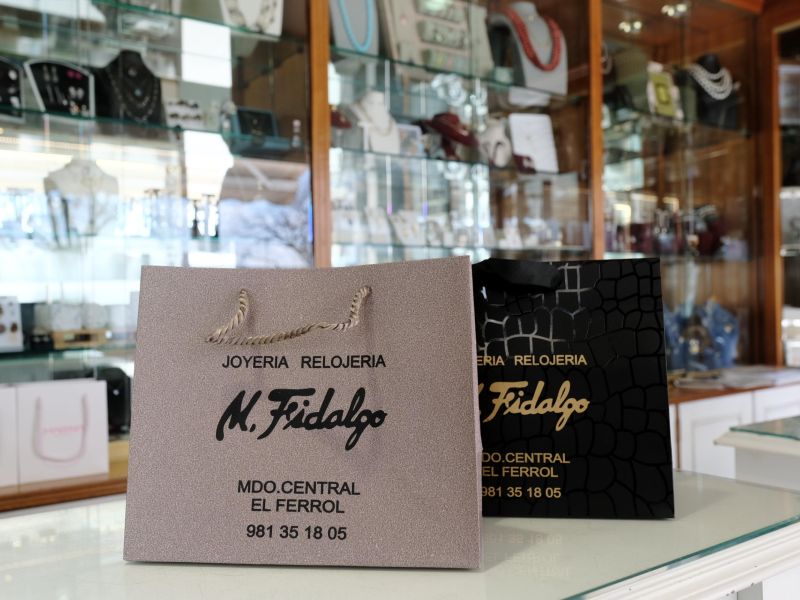 JOYERIA RELOJERIA
M. Fidalgo
MDO.CENTRAL
EL FERROL
981 35 18 05
ERIA RELOJERIA
M. Fidalgo
MDO.CENTRAL
EL FERROL
981 35 18 05